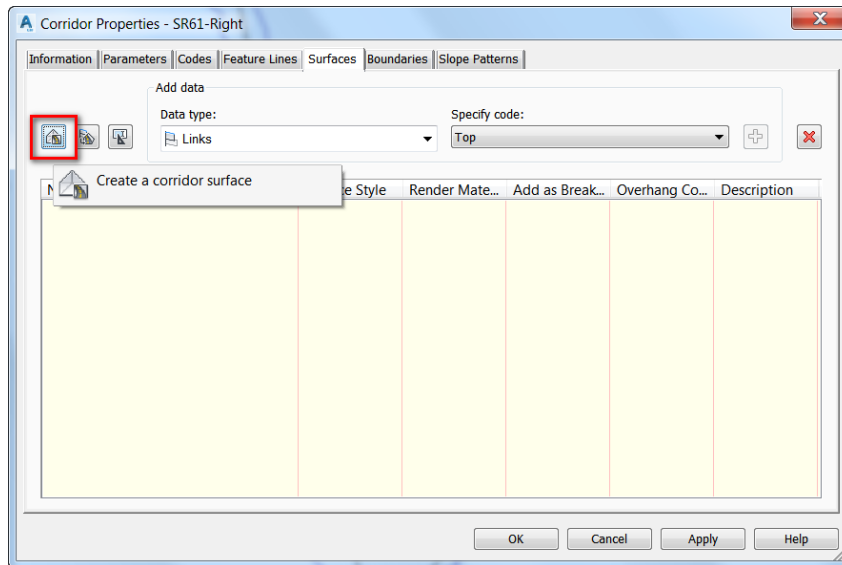 Corridor Properties - SR61-Right
Information Parameters Codes Feature Lines Surfaces Boundaries Slope Patterns
Add data
Data type: Specify code:
Links Top
Create a corridor surface
N e Style Render Mate... Add as Break... Overhang Co... Description
OK Cancel Apply Help